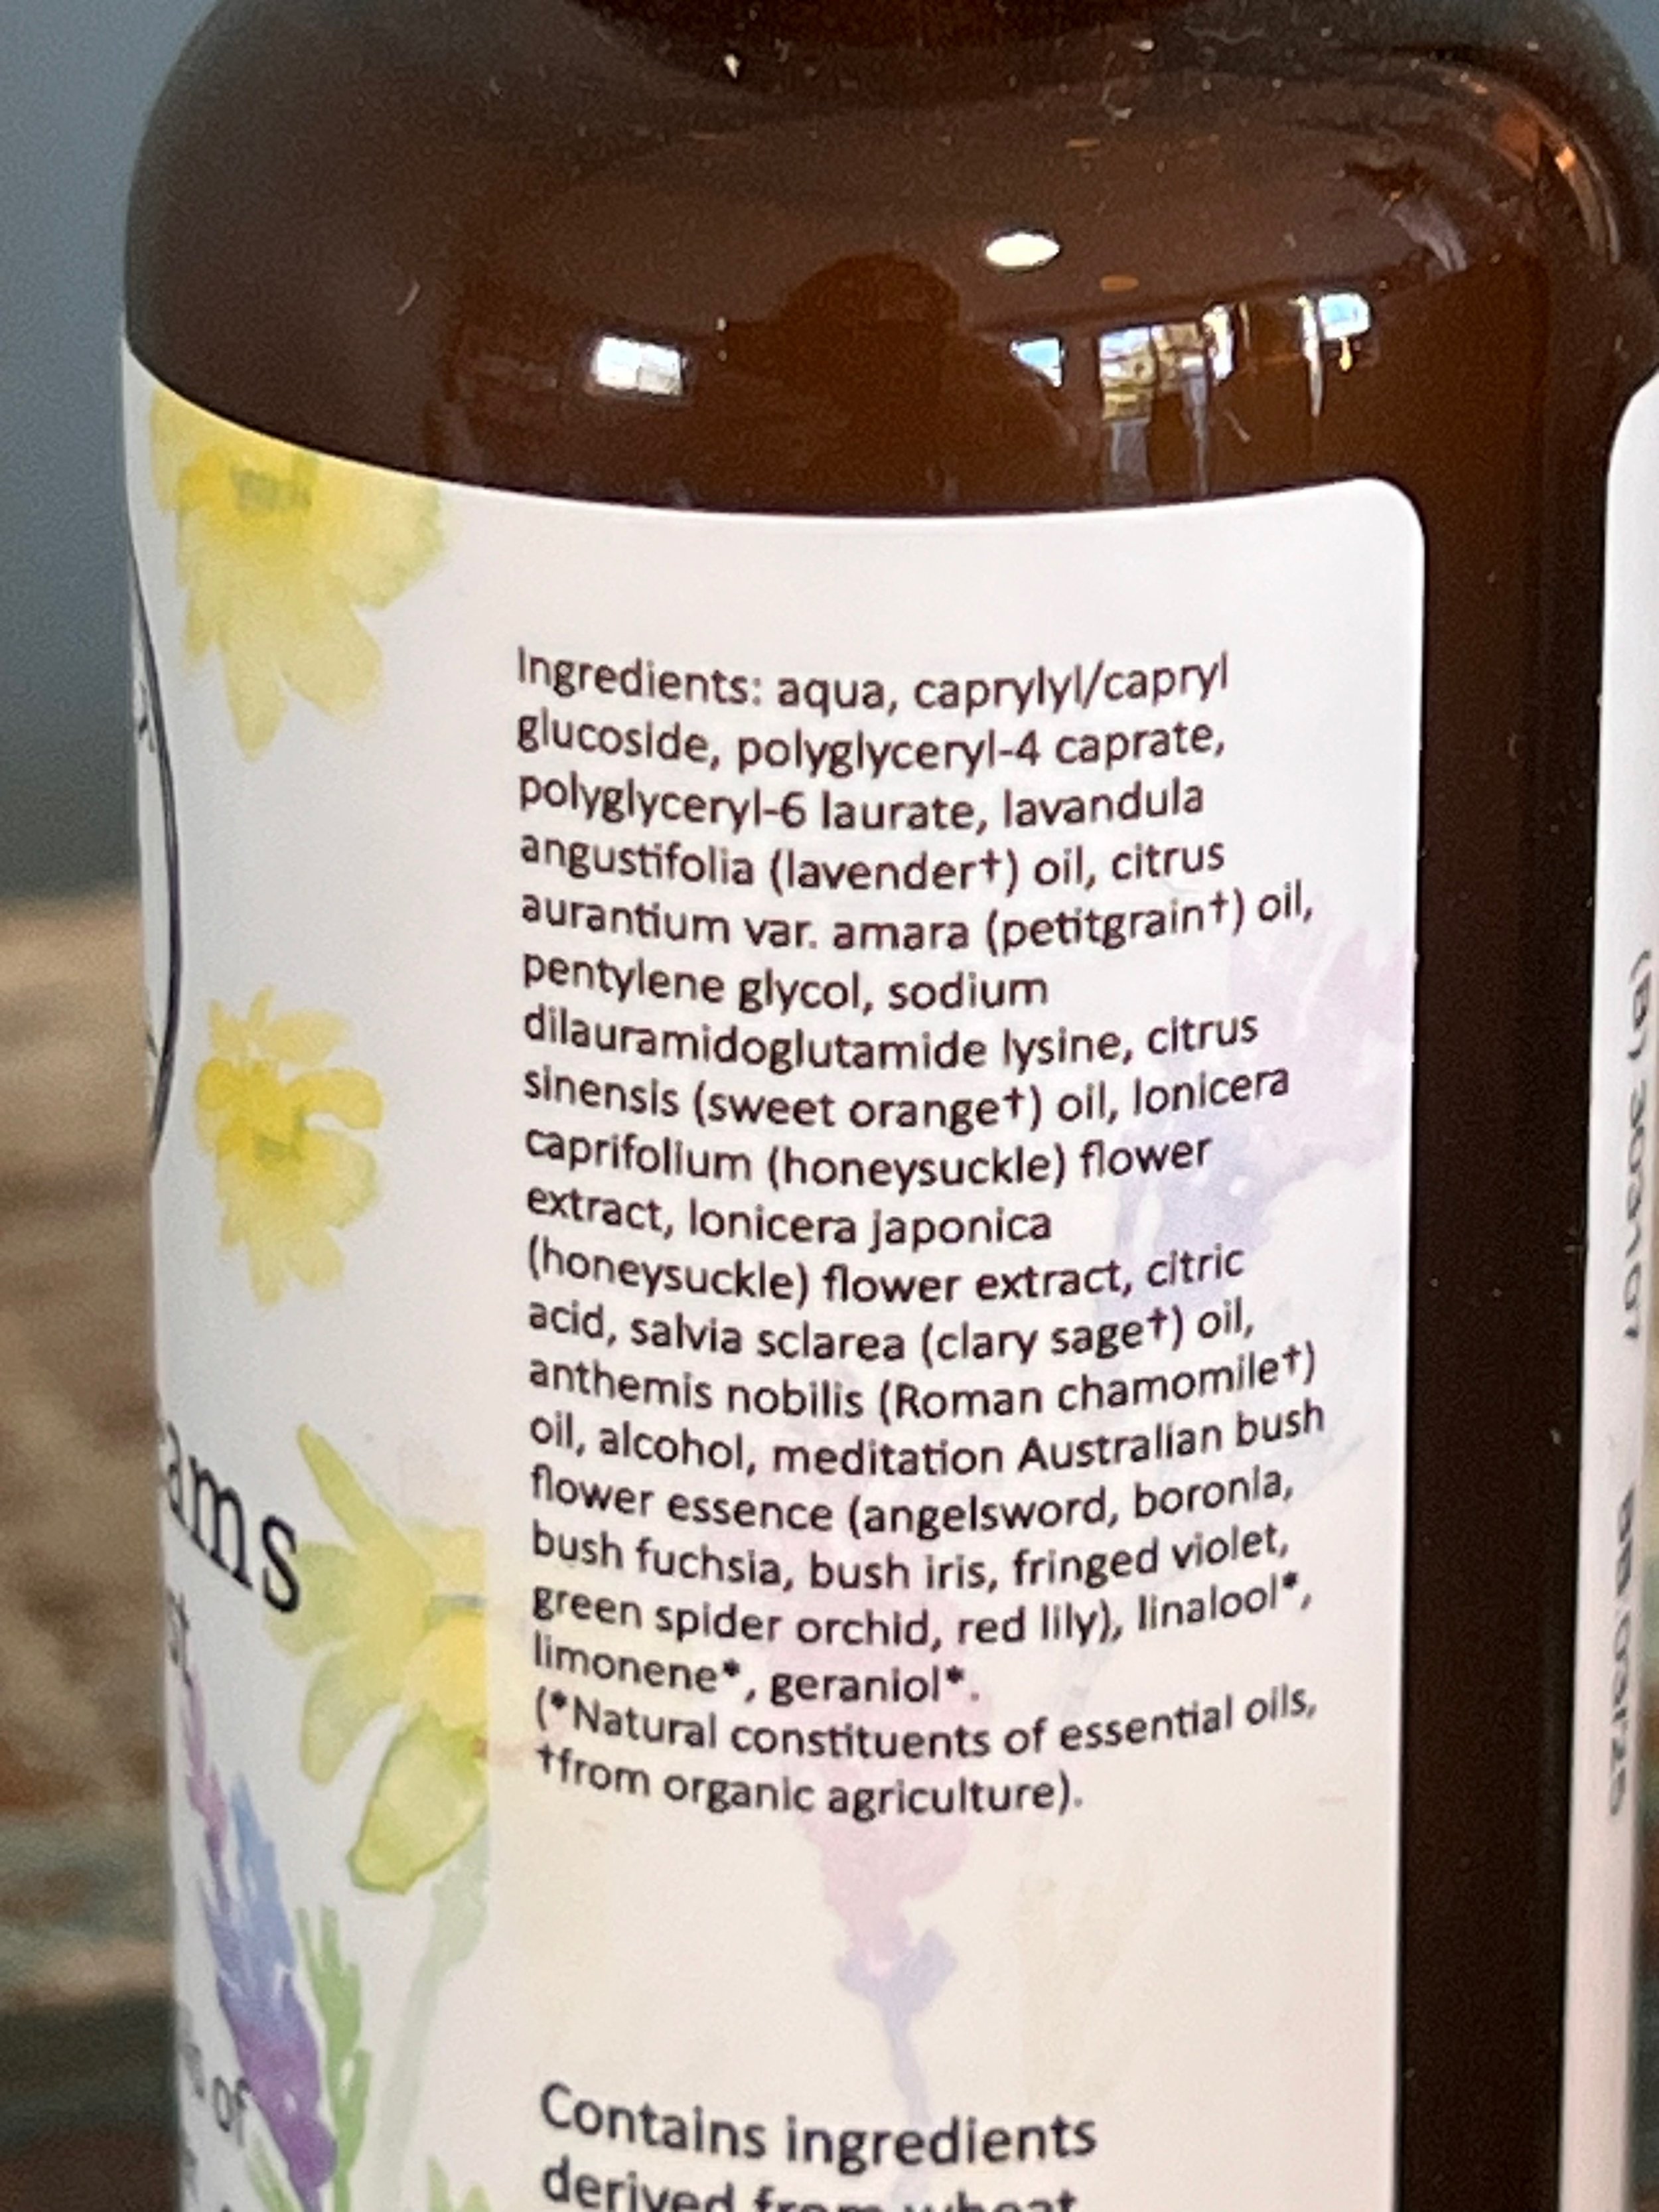 Ingredients: aqua, caprylyl/capryl
glucoside, polyglyceryl-4 caprate,
polyglyceryl-6 laurate, lavandula
angustifolia (lavender†) oil, citrus
aurantium var. amara (petitgrain†) oil,
pentylene glycol, sodium
dilauramidoglutamide lysine, citrus
sinensis (sweet orange†) oil, lonicera
caprifolium (honeysuckle) flower
extract, lonicera japonica
(honeysuckle) flower extract, citric
acid, salvia sclarea (clary sage†) oil,
anthemis nobilis (Roman chamomile†)
oil, alcohol, meditation Australian bush
flower essence (angelsword, boronia,
bush fuchsia, bush iris, fringed violet,
green spider orchid, red lily), linalool*,
limonene*, geraniol*.
(*Natural constituents of essential oils,
†from organic agriculture).
Contains ingredients
derived from wheat
of